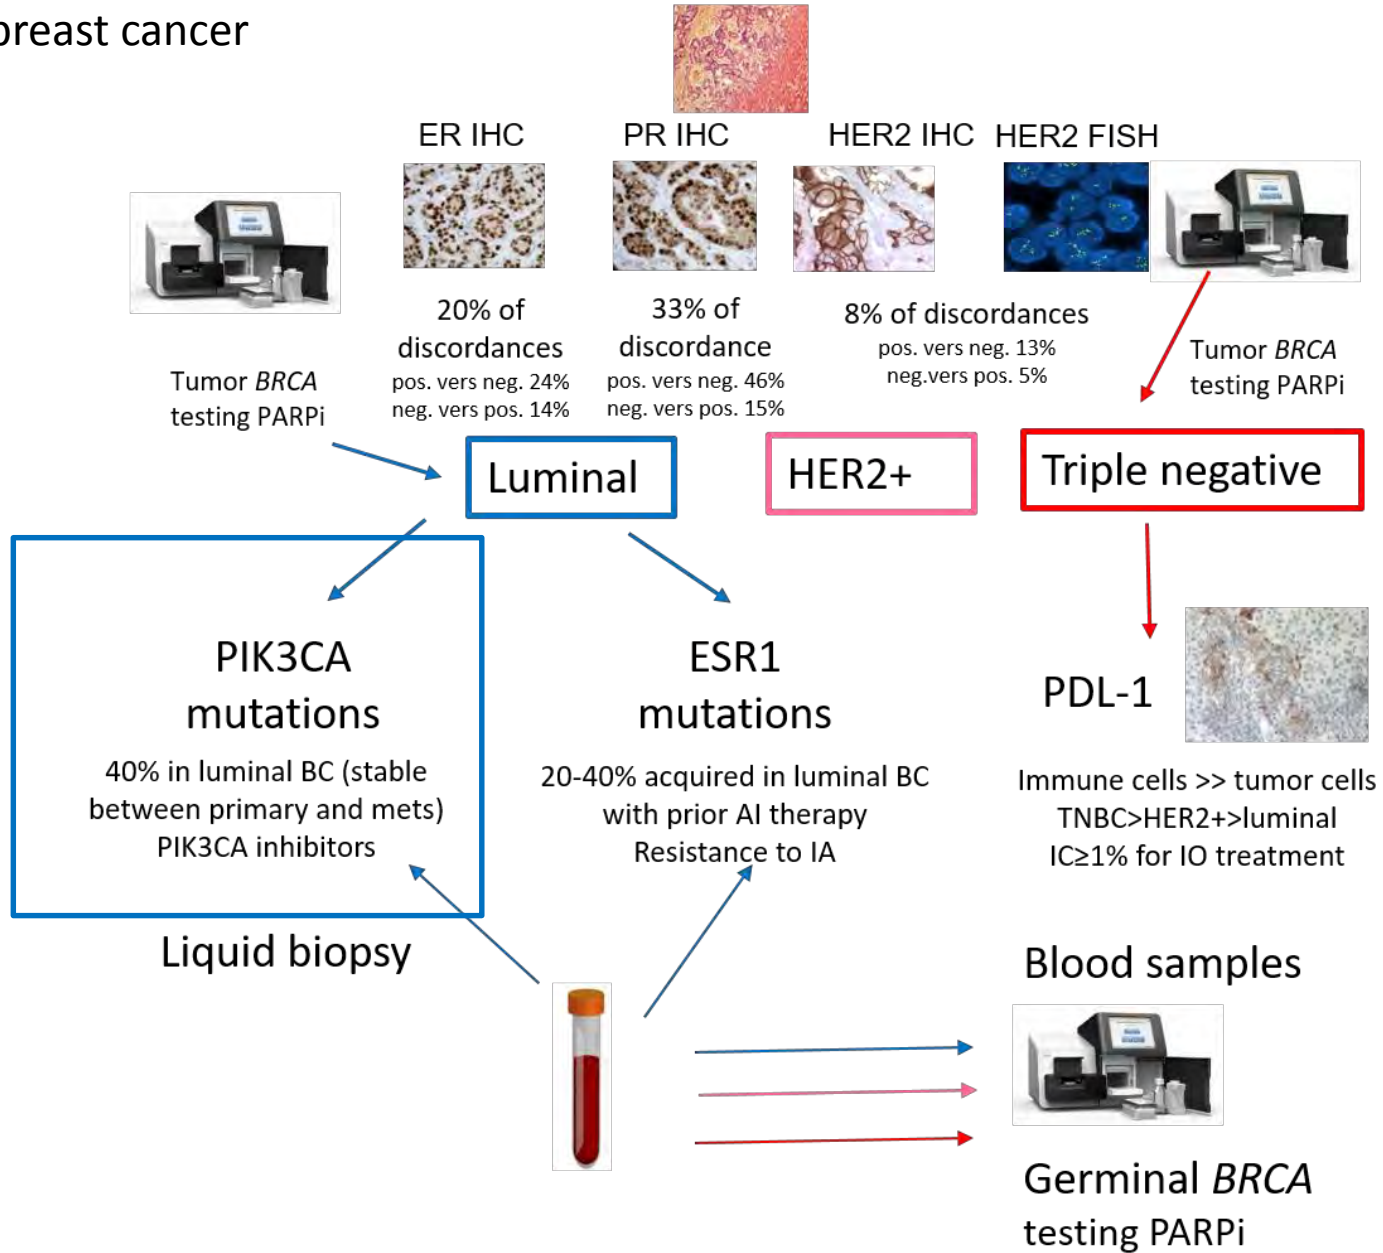 breast cancer
ER IHC
PR IHC
HER2 IHC
HER2 FISH
20% of
discordances
pos. vers neg. 24%
neg. vers pos. 14%
33% of
discordance
pos. vers neg. 46%
neg. vers pos. 15%
8% of discordances
pos. vers neg. 13%
neg.vers pos. 5%
Tumor BRCA
testing PARPi
Tumor BRCA
testing PARPi
Luminal
HER2+
Triple negative
PIK3CA
mutations
40% in luminal BC (stable
between primary and mets)
PIK3CA inhibitors
ESR1
mutations
20-40% acquired in luminal BC
with prior AI therapy
Resistance to IA
PDL-1
Immune cells >> tumor cells
TNBC>HER2+>luminal
IC≥1% for IO treatment
Liquid biopsy
Blood samples
Germinal BRCA
testing PARPi